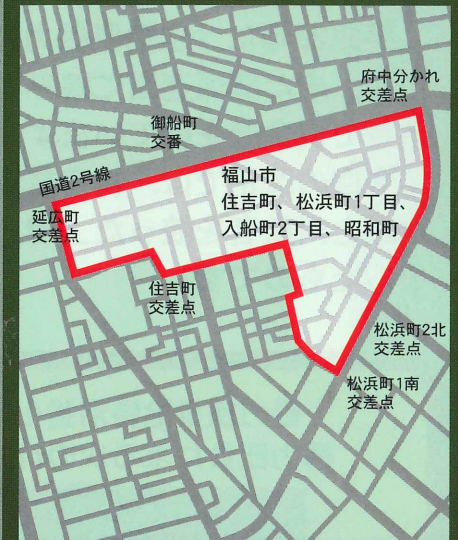 府中分かれ
交差点
御船町
交番
国道2号線
福山市
住吉町、松浜町1丁目、
入船町2丁目、昭和町
延広町
交差点
住吉町
交差点
松浜町2北
交差点
松浜町1南
交差点